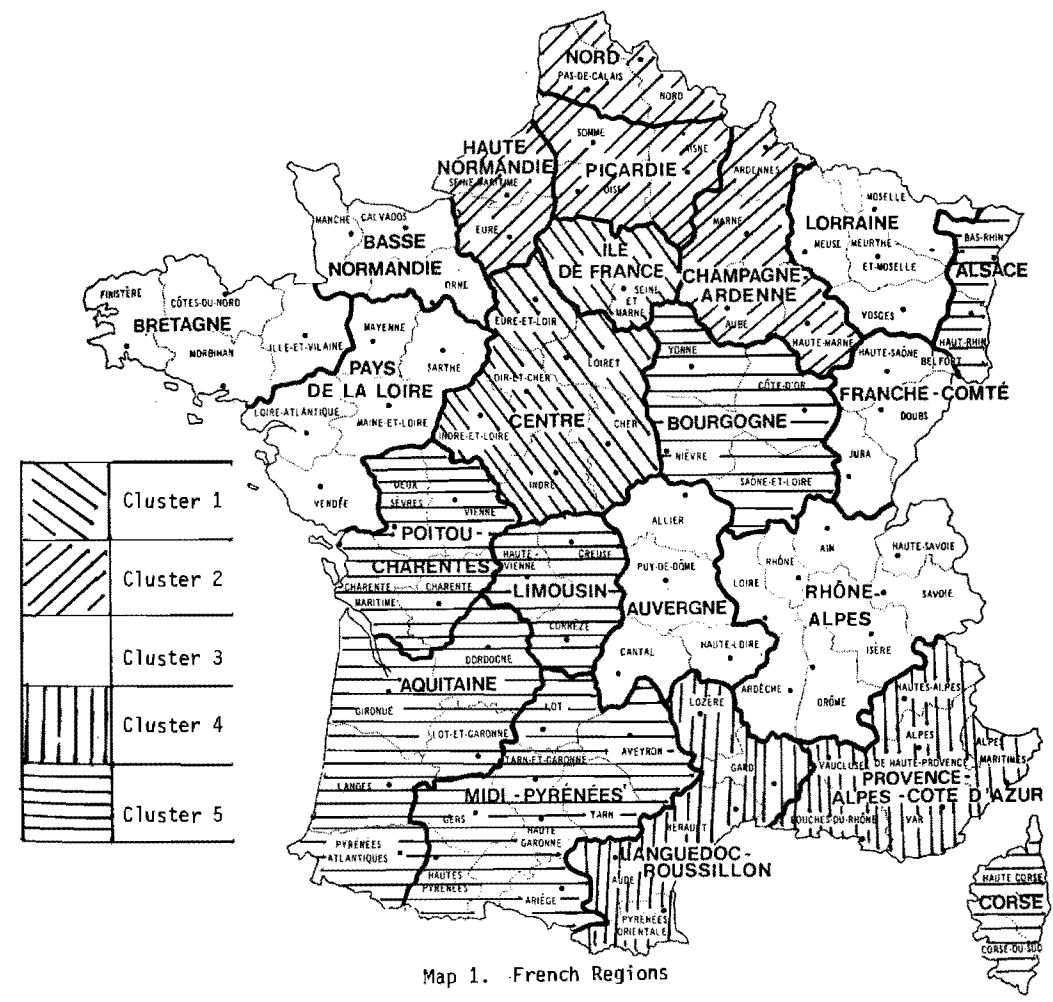 NORD
PAS-DE-CALAIS
NORD
SOMME
AISNE
HAUTE
NORMANDIE
SEINE-MARITIME
EURE
PICARDIE
OISE
ARDENNES
MARNE
CHAMPAGNE-
ARDENNE
AUBE
HAUTE-MARNE
MOSELLE
LORRAINE
MEUSE
MEURTHE
ET-MOSELLE
VOSGES
BAS-RHIN
ALSACE
HAUT-RHIN
MANCHE
CALVADOS
BASSE
NORMANDIE
ORNE
ILE
DE FRANCE
SEINE
ET
MARNE
FINISTÈRE
CÔTES-DU-NORD
BRETAGNE
MORBIHAN
ILLE-ET-VILAINE
MAYENNE
SARTHE
PAYS
DE LA LOIRE
LOIRE-ATLANTIQUE
MAINE-ET-LOIRE
VENDÉE
EURE-ET-LOIR
LOIRET
LOIR-ET-CHER
CENTRE
CHER
INDRE-ET-LOIRE
INDRE
YONNE
CÔTE-D'OR
BOURGOGNE
NIÈVRE
SAÔNE-ET-LOIRE
HAUTE-SAÔNE
BELFORT
FRANCHE-COMTÉ
DOUBS
JURA
Cluster 1
Cluster 2
Cluster 3
Cluster 4
Cluster 5
DEUX
SÈVRES
VIENNE
POITOU-
CHARENTES
CHARENTE
MARITIME
CHARENTE
HAUTE-
VIENNE
CREUSE
LIMOUSIN
CORRÈZE
ALLIER
PUY-DE-DÔME
AUVERGNE
CANTAL
HAUTE-LOIRE
LOIRE
RHÔNE
AIN
HAUTE-SAVOIE
SAVOIE
RHÔNE-
ALPES
ISÈRE
ARDÈCHE
DRÔME
DORDOGNE
AQUITAINE
GIRONDE
LOT-ET-GARONNE
LANDES
PYRÉNÉES
ATLANTIQUES
LOT
AVEYRON
TARN-ET-GARONNE
MIDI-PYRÉNÉES
GERS
TARN
HAUTE
GARONNE
HAUTES
PYRÉNÉES
ARIÉGE
LOZÈRE
GARD
HÉRAULT
LANGUEDOC-
ROUSSILLON
AUDE
PYRÉNÉES
ORIENTALE
HAUTES-ALPES
ALPES
DE HAUTE-PROVENCE
ALPES
MARITIMES
VAUCLUSE
PROVENCE-
ALPES-COTE D'AZUR
BOUCHES-DU-RHÔNE
VAR
HAUTE CORSE
CORSE
CORSE-DU-SUD
Map 1. French Regions